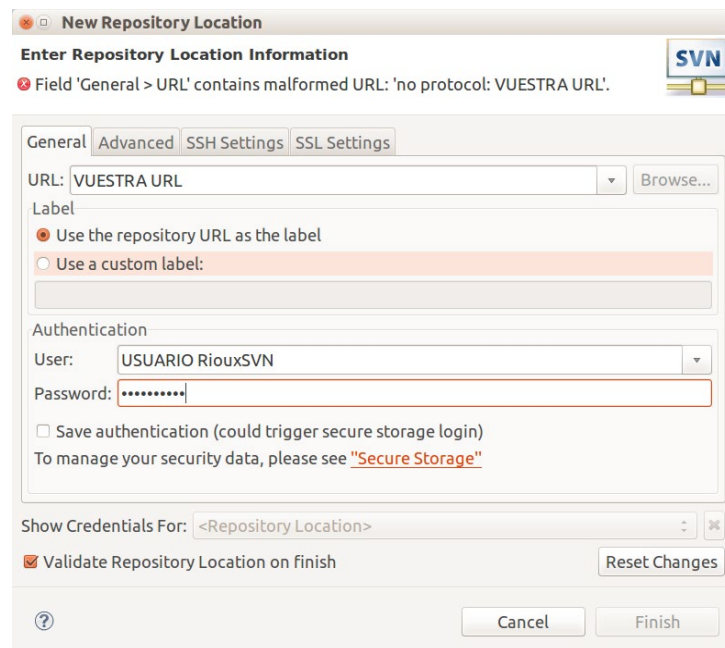 New Repository Location
Enter Repository Location Information
SVN
Field 'General > URL' contains malformed URL: 'no protocol: VUESTRA URL'.
General Advanced SSH Settings SSL Settings
URL: VUESTRA URL Browse...
Label
Use the repository URL as the label
Use a custom label:
Authentication
User: USUARIO RiouxSVN
Password: ••••••••••
Save authentication (could trigger secure storage login)
To manage your security data, please see "Secure Storage"
Show Credentials For: <Repository Location>
Validate Repository Location on finish Reset Changes
? Cancel Finish